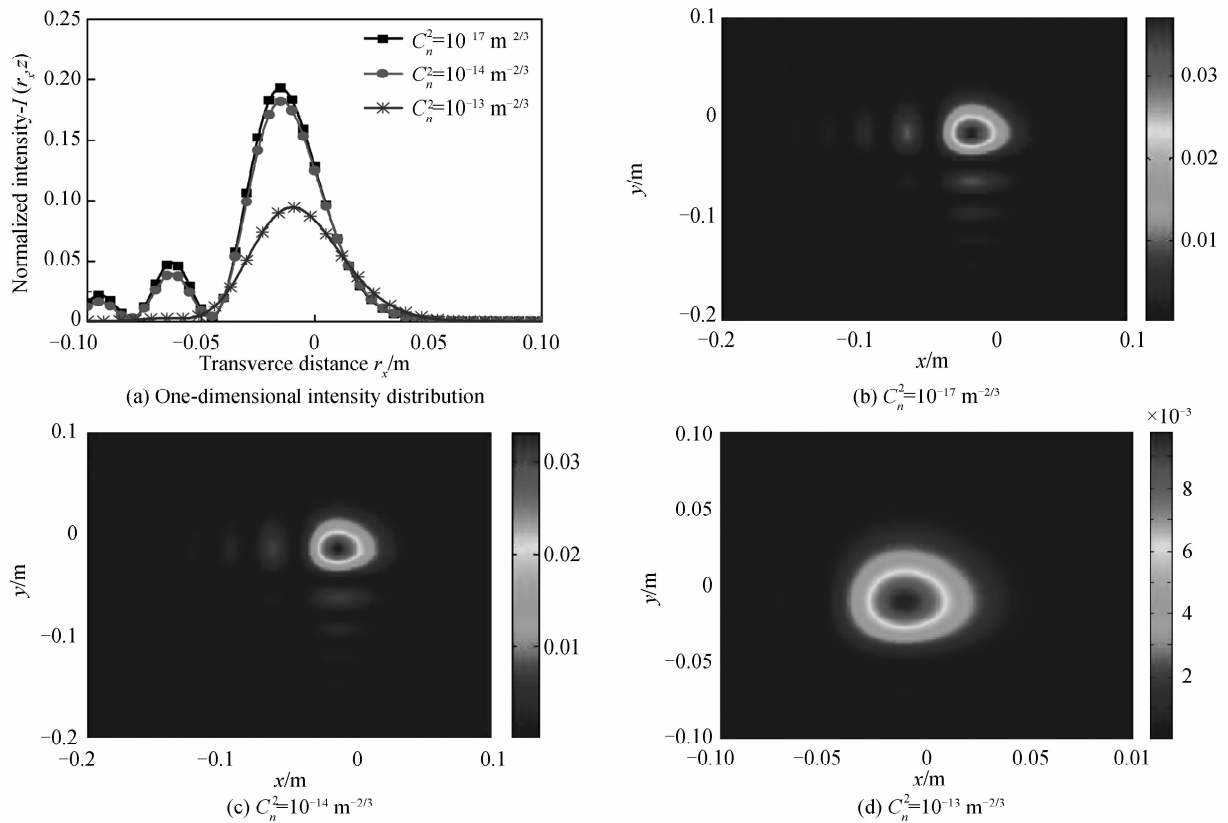 0.25
0.20
0.15
0.10
0.05
0
Normalized intensity-I (r_x,z)
C_n^2=10^{-17} m^{-2/3}
C_n^2=10^{-14} m^{-2/3}
C_n^2=10^{-13} m^{-2/3}
−0.10 −0.05 0 0.05 0.10
Transverce distance r_x/m
(a) One-dimensional intensity distribution
0.1
0
−0.1
−0.2
y/m
−0.2 −0.1 0 0.1
x/m
0.03
0.02
0.01
(b) C_n^2=10^{-17} m^{-2/3}
0.1
0
−0.1
−0.2
y/m
−0.2 −0.1 0 0.1
x/m
0.03
0.02
0.01
(c) C_n^2=10^{-14} m^{-2/3}
0.10
0.05
0
−0.05
−0.10
y/m
−0.10 −0.05 0 0.05 0.01
x/m
×10^{-3}
8
6
4
2
(d) C_n^2=10^{-13} m^{-2/3}